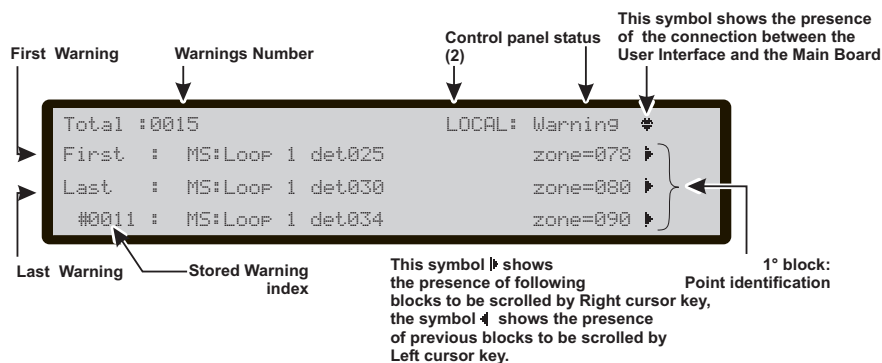 This symbol shows the presence
of the connection between the
User Interface and the Main Board
Control panel status
(2)
First Warning
Warnings Number
Total :0015 LOCAL: Warning
First : MS:Loop 1 det025 zone=078
Last : MS:Loop 1 det030 zone=080
#0011 : MS:Loop 1 det034 zone=090
Last Warning
Stored Warning
index
This symbol shows
the presence of following
blocks to be scrolled by Right cursor key,
the symbol shows the presence
of previous blocks to be scrolled by
Left cursor key.
1° block:
Point identification